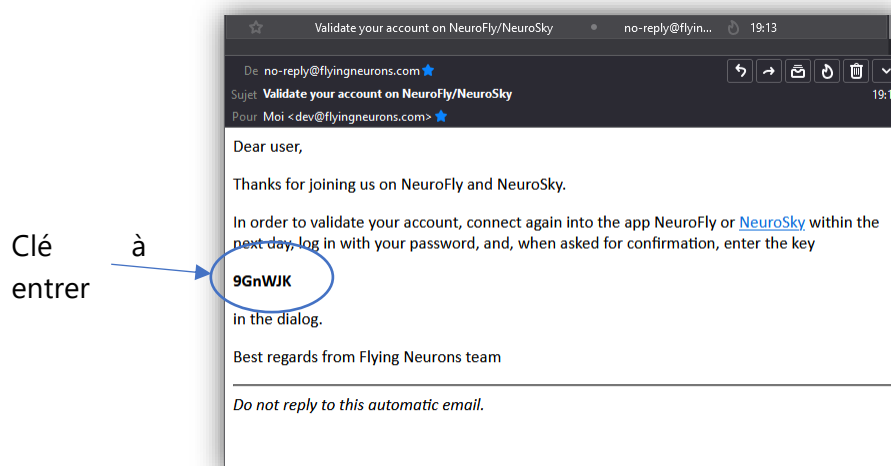 Validate your account on NeuroFly/NeuroSky no-reply@flyin... 19:13
De no-reply@flyingneurons.com
Sujet Validate your account on NeuroFly/NeuroSky 19:1
Pour Moi <dev@flyingneurons.com>
Dear user,
Thanks for joining us on NeuroFly and NeuroSky.
In order to validate your account, connect again into the app NeuroFly or NeuroSky within the
next day, log in with your password, and, when asked for confirmation, enter the key
Clé à
entrer
9GnWJK
in the dialog.
Best regards from Flying Neurons team
Do not reply to this automatic email.